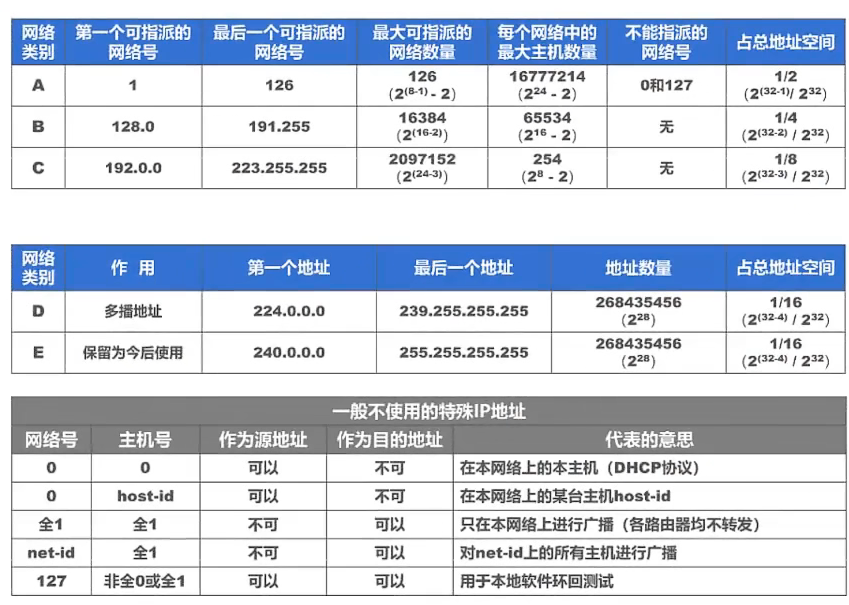 网络类别 第一个可指派的网络号 最后一个可指派的网络号 最大可指派的网络数量 每个网络中的最大主机数量 不能指派的网络号 占总地址空间
A 1 126 126 (2^(8-1) - 2) 16777214 (2^24 - 2) 0和127 1/2 (2^(32-1)/ 2^32)
B 128.0 191.255 16384 (2^(16-2)) 65534 (2^16 - 2) 无 1/4 (2^(32-2) / 2^32)
C 192.0.0 223.255.255 2097152 (2^(24-3)) 254 (2^8 - 2) 无 1/8 (2^(32-3) / 2^32)
网络类别 作 用 第一个地址 最后一个地址 地址数量 占总地址空间
D 多播地址 224.0.0.0 239.255.255.255 268435456 (2^28) 1/16 (2^(32-4) / 2^32)
E 保留为今后使用 240.0.0.0 255.255.255.255 268435456 (2^28) 1/16 (2^(32-4) / 2^32)
一般不使用的特殊IP地址
网络号 主机号 作为源地址 作为目的地址 代表的意思
0 0 可以 不可 在本网络上的本主机（DHCP协议）
0 host-id 可以 不可 在本网络上的某台主机host-id
全1 全1 不可 可以 只在本网络上进行广播（各路由器均不转发）
net-id 全1 不可 可以 对net-id上的所有主机进行广播
127 非全0或全1 可以 可以 用于本地软件环回测试